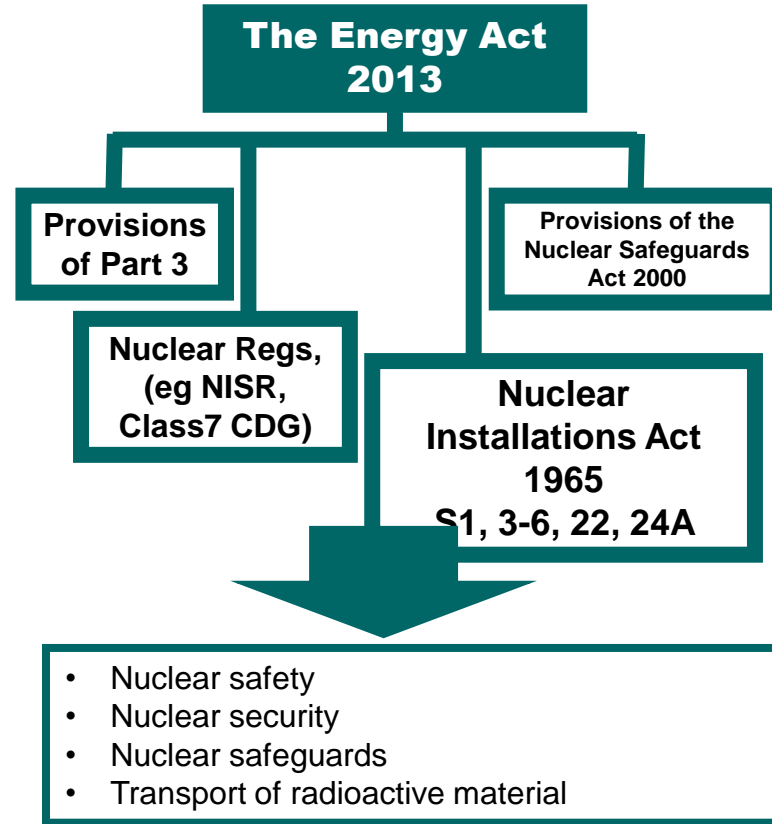 The Energy Act
2013
Provisions
of Part 3
Provisions of the
Nuclear Safeguards
Act 2000
Nuclear Regs,
(eg NISR,
Class7 CDG)
Nuclear
Installations Act
1965
S1, 3-6, 22, 24A
• Nuclear safety
• Nuclear security
• Nuclear safeguards
• Transport of radioactive material